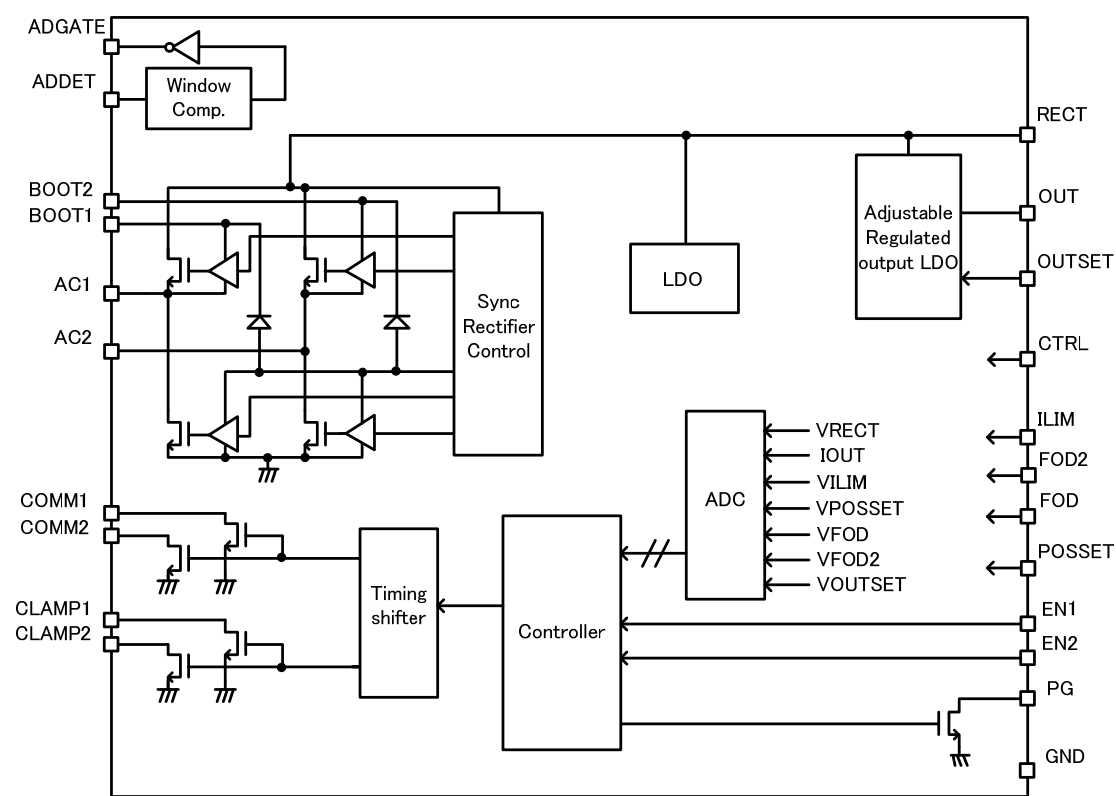 ADGATE
ADDET
Window
Comp.
RECT
BOOT2
BOOT1
AC1
AC2
Sync
Rectifier
Control
LDO
Adjustable
Regulated
output LDO
OUT
OUTSET
CTRL
ILIM
FOD2
FOD
POSSET
ADC
VRECT
IOUT
VILIM
VPOSSET
VFOD
VFOD2
VOUTSET
COMM1
COMM2
CLAMP1
CLAMP2
Timing
shifter
Controller
EN1
EN2
PG
GND